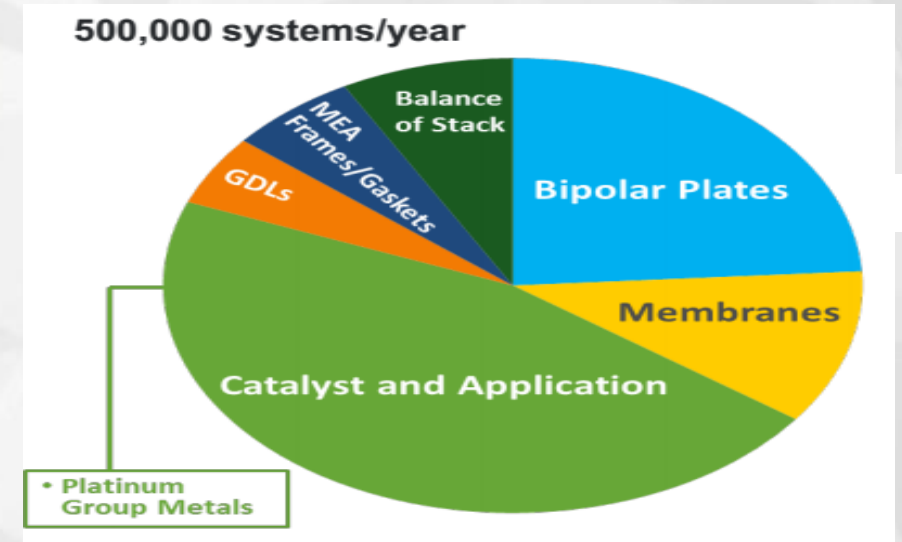 500,000 systems/year
Balance
of Stack
MEA
Frames/Gaskets
GDLs
Bipolar Plates
Membranes
Catalyst and Application
• Platinum
Group Metals